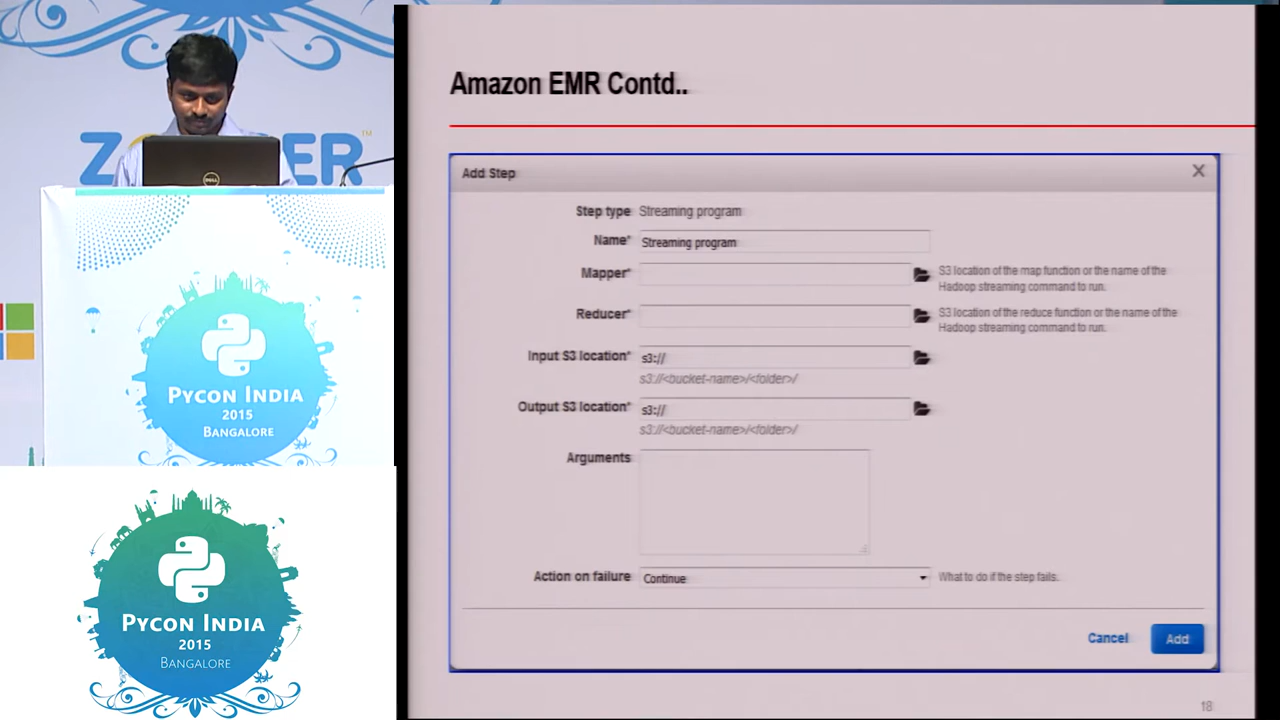 ZO ER™
DELL
PYCON INDIA
2015
BANGALORE
PYCON INDIA
2015
BANGALORE
Amazon EMR Contd..
Add Step X
Step type Streaming program
Name* Streaming program
Mapper* S3 location of the map function or the name of the
Hadoop streaming command to run.
Reducer* S3 location of the reduce function or the name of the
Hadoop streaming command to run.
Input S3 location* s3://
s3://<bucket-name>/<folder>/
Output S3 location* s3://
s3://<bucket-name>/<folder>/
Arguments
Action on failure Continue What to do if the step fails.
Cancel Add
18